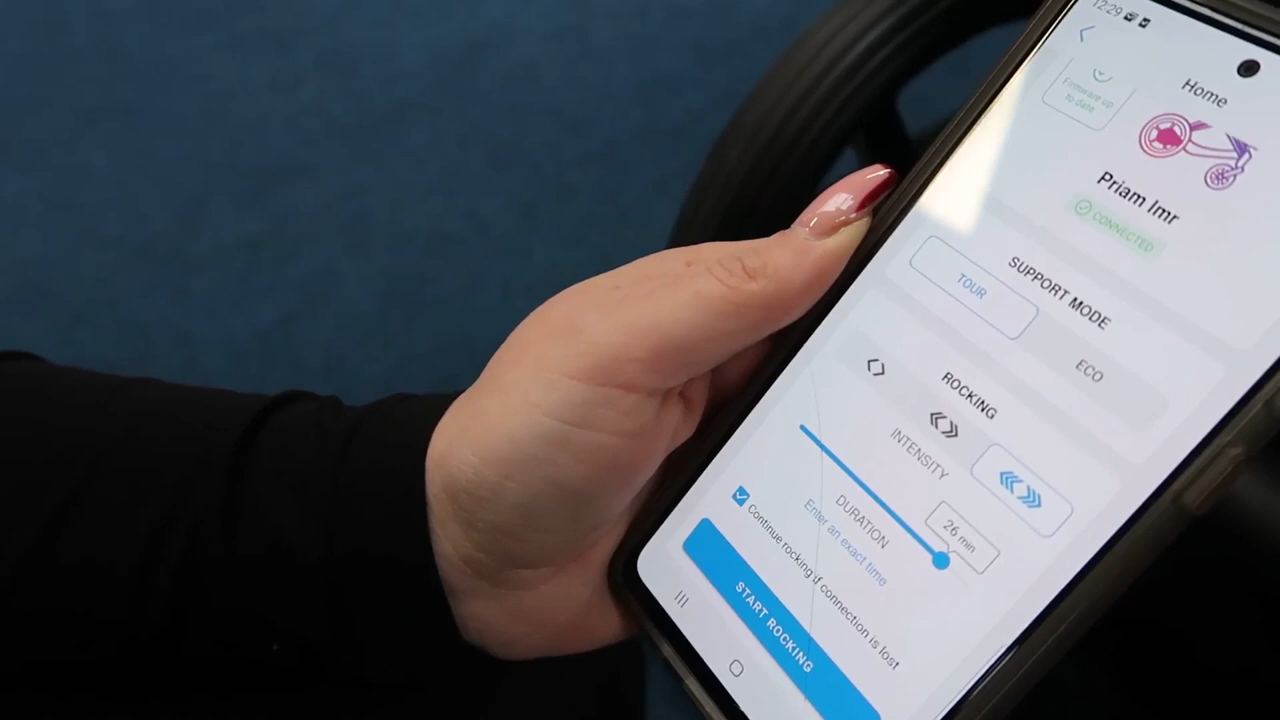 12:29
Home
Firmware up
to date
Priam lmr
CONNECTED
SUPPORT MODE
TOUR
ECO
ROCKING
INTENSITY
26 min
DURATION
Enter an exact time
Continue rocking if connection is lost
START ROCKING